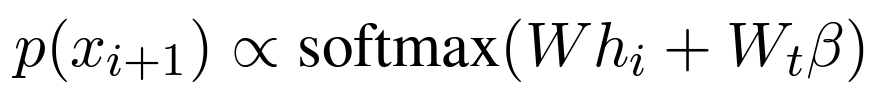 p(x_{i+1}) ∝ softmax(Wh_i + W_tβ)